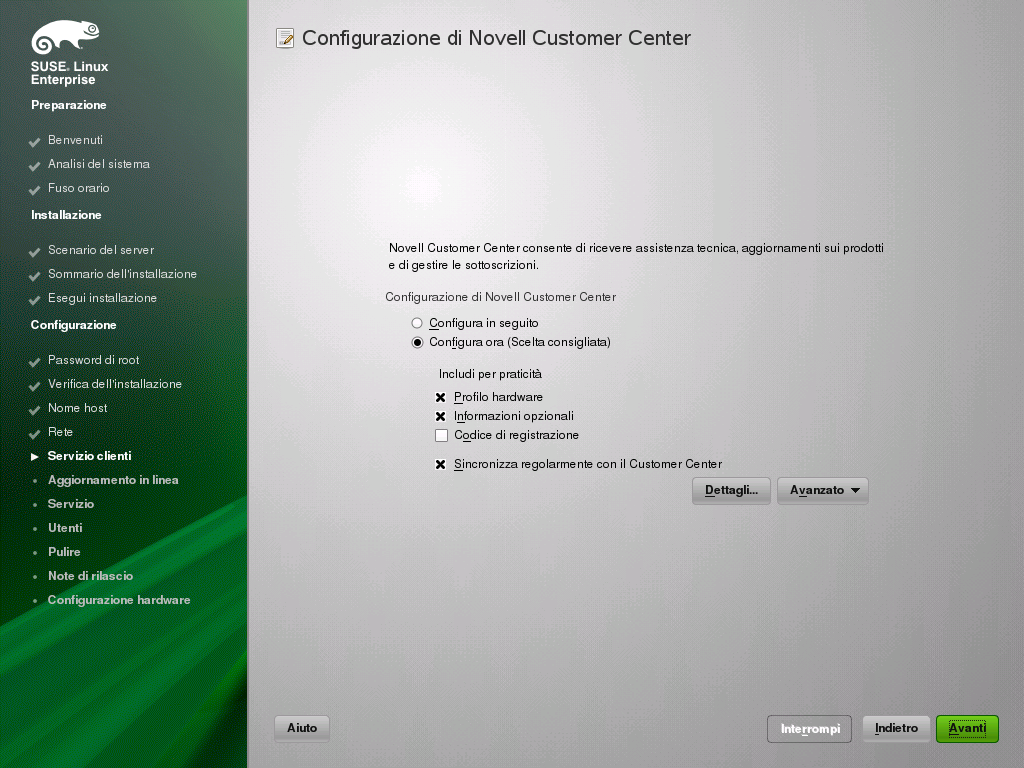 SUSE® Linux
Enterprise
Preparazione
Benvenuti
Analisi del sistema
Fuso orario
Installazione
Scenario del server
Sommario dell'installazione
Esegui installazione
Configurazione
Password di root
Verifica dell'installazione
Nome host
Rete
Servizio clienti
Aggiornamento in linea
Servizio
Utenti
Pulire
Note di rilascio
Configurazione hardware
Configurazione di Novell Customer Center
Novell Customer Center consente di ricevere assistenza tecnica, aggiornamenti sui prodotti
e di gestire le sottoscrizioni.
Configurazione di Novell Customer Center
Configura in seguito
Configura ora (Scelta consigliata)
Includi per praticità
Profilo hardware
Informazioni opzionali
Codice di registrazione
Sincronizza regolarmente con il Customer Center
Dettagli... Avanzato
Aiuto Interrompi Indietro Avanti